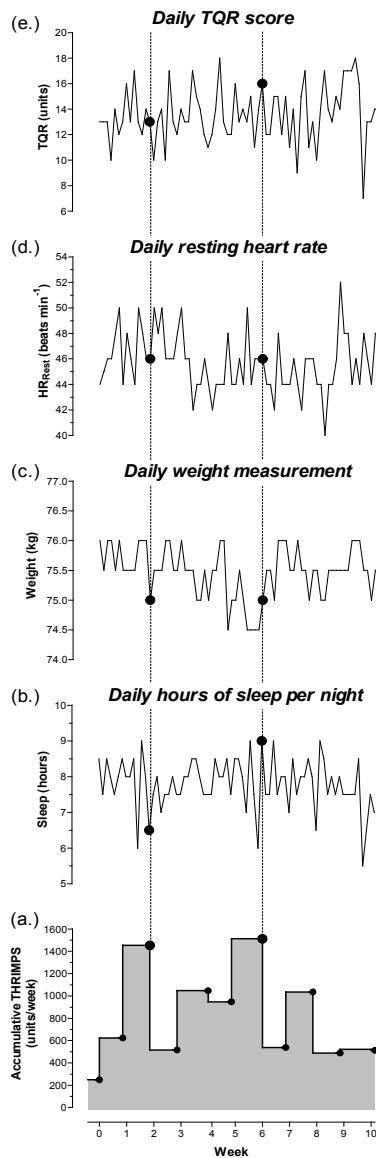 (e.) Daily TQR score
20
18
16
14
12
10
8
6
TQR (units)
(d.) Daily resting heart rate
54
52
50
48
46
44
42
40
HRRest (beats min-1)
(c.) Daily weight measurement
77.0
76.5
76.0
75.5
75.0
74.5
74.0
Weight (kg)
(b.) Daily hours of sleep per night
10
9
8
7
6
5
Sleep (hours)
(a.)
1600
1400
1200
1000
800
600
400
200
0
Accumulative THRIMPS
(units/week)
0 1 2 3 4 5 6 7 8 9 10
Week